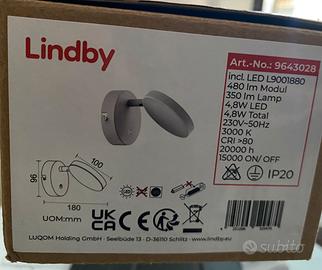 Lindby
Art.-No.: 9643028
incl. LED L9001880
480 lm Modul
350 lm Lamp
4,8W LED
4,8W Total
230V~50Hz
3000 K
CRI >80
20000 h
15000 ON/OFF
IP20
100
96
180
UOM:mm
LED
UK
CA
CE
LUQOM Holding GmbH · Seelbüde 13 · D-36110 Schlitz · www.lindby.eu
subito